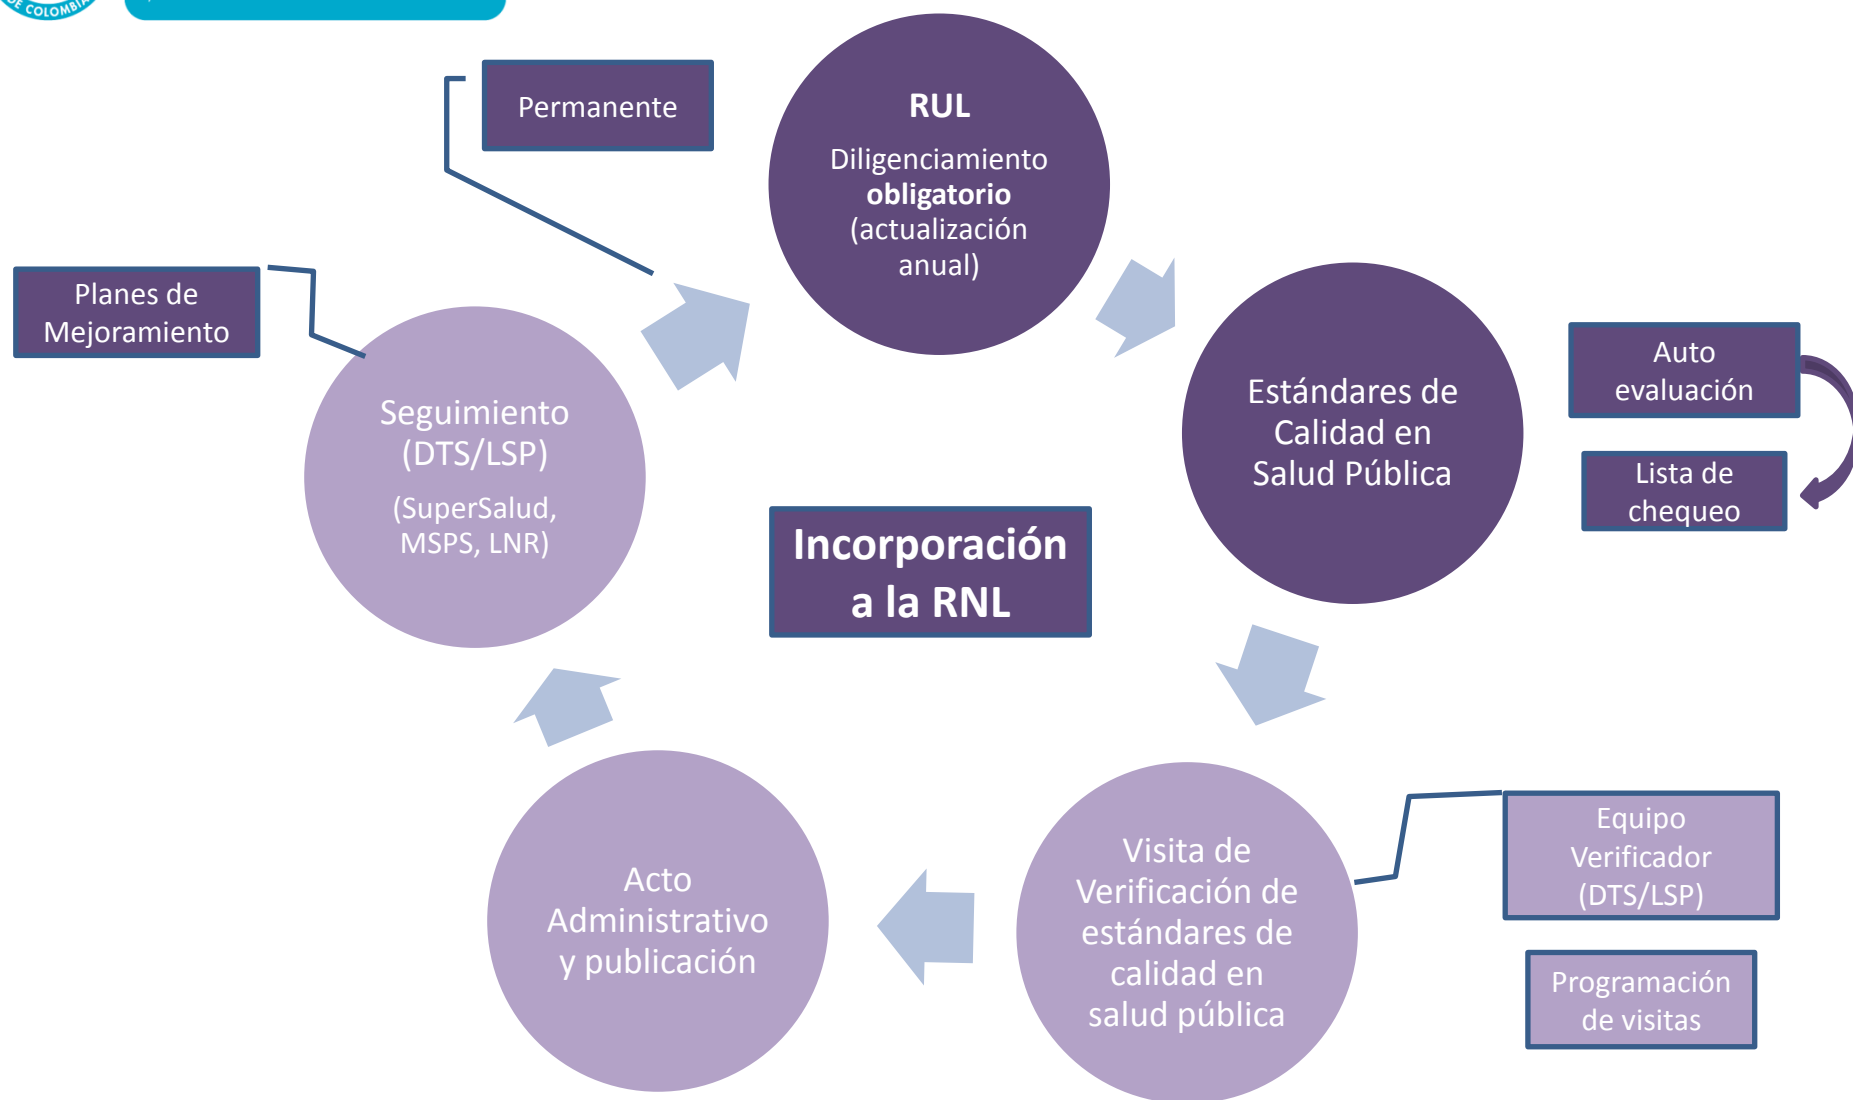 DE COLOMBIA
Permanente
RUL
Diligenciamiento
obligatorio
(actualización
anual)
Planes de
Mejoramiento
Seguimiento
(DTS/LSP)
(SuperSalud,
MSPS, LNR)
Estándares de
Calidad en
Salud Pública
Auto
evaluación
Lista de
chequeo
Incorporación
a la RNL
Acto
Administrativo
y publicación
Visita de
Verificación de
estándares de
calidad en
salud pública
Equipo
Verificador
(DTS/LSP)
Programación
de visitas